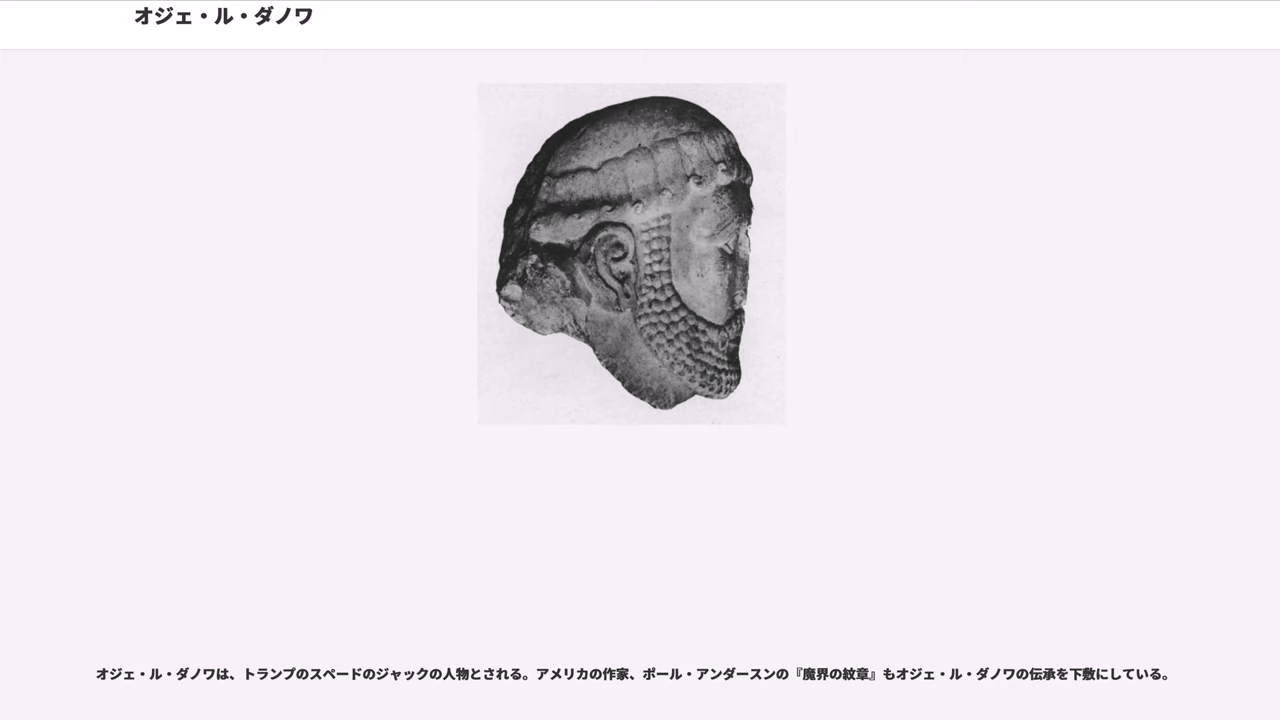 オジェ・ル・ダノワ
オジェ・ル・ダノワは、トランプのスペードのジャックの人物とされる。アメリカの作家、ポール・アンダースンの『魔界の紋章』もオジェ・ル・ダノワの伝承を下敷にしている。